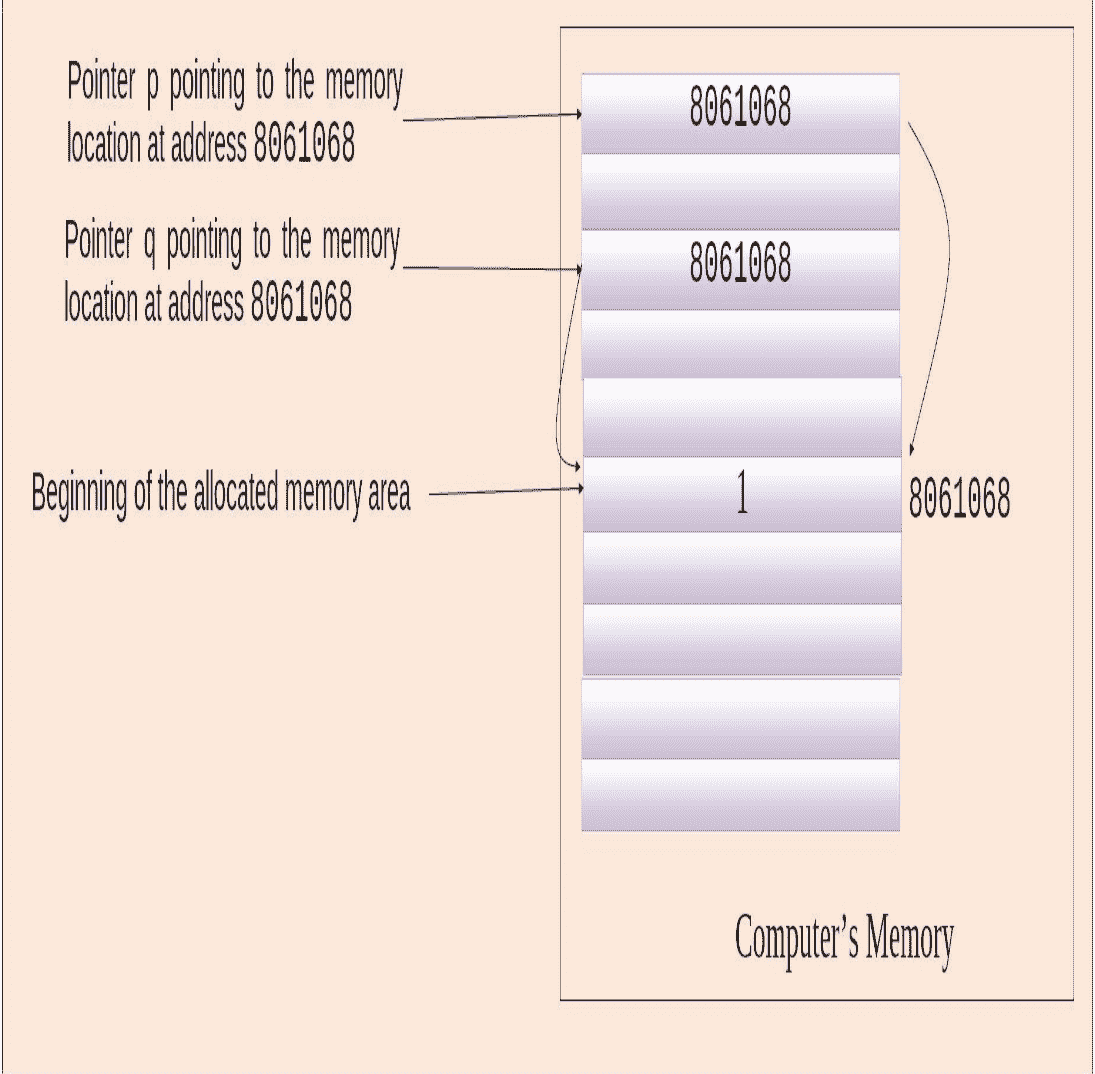 Pointer p pointing to the memory
location at address 8061068
8061068
Pointer q pointing to the memory
location at address 8061068
8061068
Beginning of the allocated memory area
1
8061068
Computer’s Memory